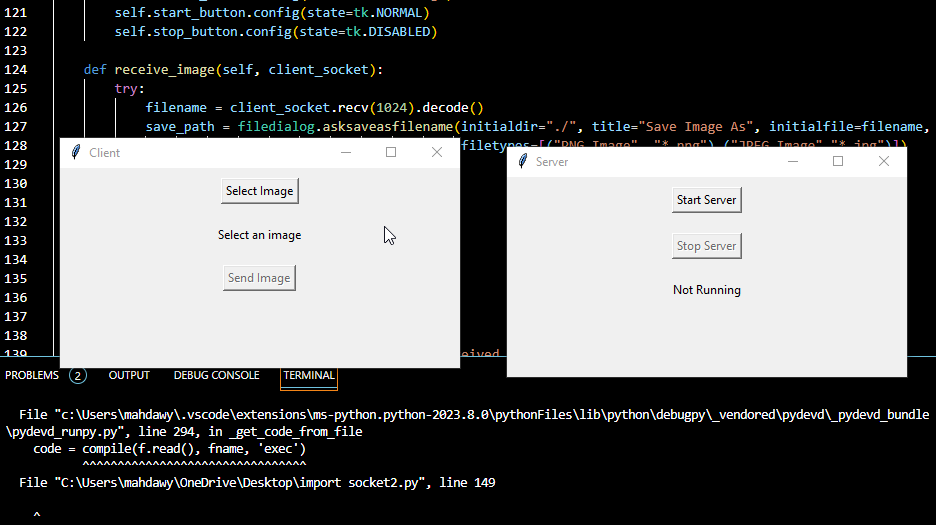 121 self.start_button.config(state=tk.NORMAL)
122 self.stop_button.config(state=tk.DISABLED)
123
124 def receive_image(self, client_socket):
125 try:
126 filename = client_socket.recv(1024).decode()
127 save_path = filedialog.asksaveasfilename(initialdir="./", title="Save Image As", initialfile=filename,
128 filetypes=[("PNG Image", "*.png"),("JPEG Image","*.jpg")])
129
130
131
132
133
134
135
136
137
138
139 eived
Client
Select Image
Select an image
Send Image
Server
Start Server
Stop Server
Not Running
PROBLEMS 2 OUTPUT DEBUG CONSOLE TERMINAL
File "c:\Users\mahdawy\.vscode\extensions\ms-python.python-2023.8.0\pythonFiles\lib\python\debugpy\_vendored\pydevd\_pydevd_bundle
\pydevd_runpy.py", line 294, in _get_code_from_file
code = compile(f.read(), fname, 'exec')
^^^^^^^^^^^^^^^^^^^^^^^^^^^^^^^^
File "C:\Users\mahdawy\OneDrive\Desktop\import socket2.py", line 149
^